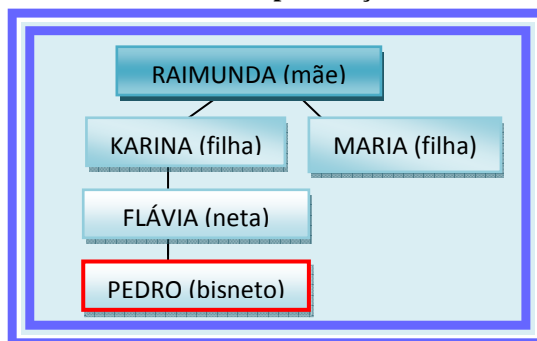 RAIMUNDA (mãe)
KARINA (filha) MARIA (filha)
FLÁVIA (neta)
PEDRO (bisneto)